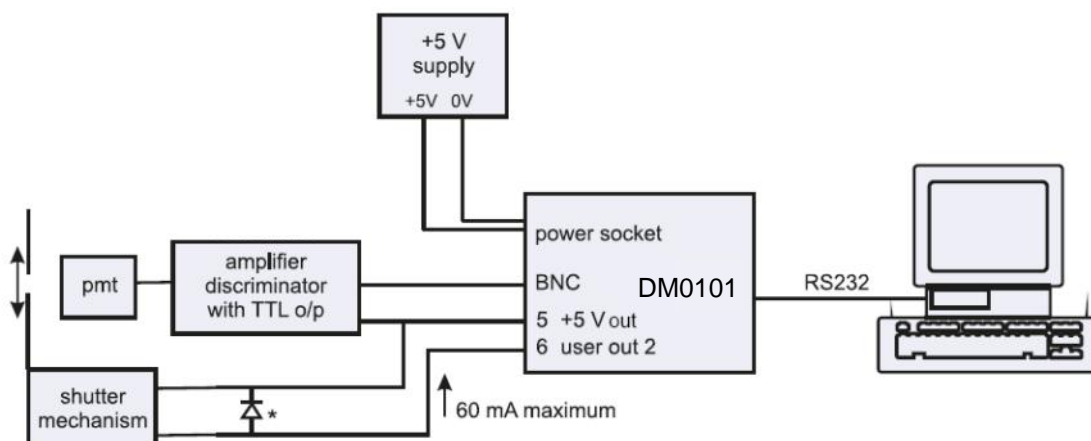 +5 V
supply
+5V 0V
pmt
amplifier
discriminator
with TTL o/p
power socket
BNC
DM0101
5 +5 V out
6 user out 2
RS232
shutter
mechanism
*
60 mA maximum